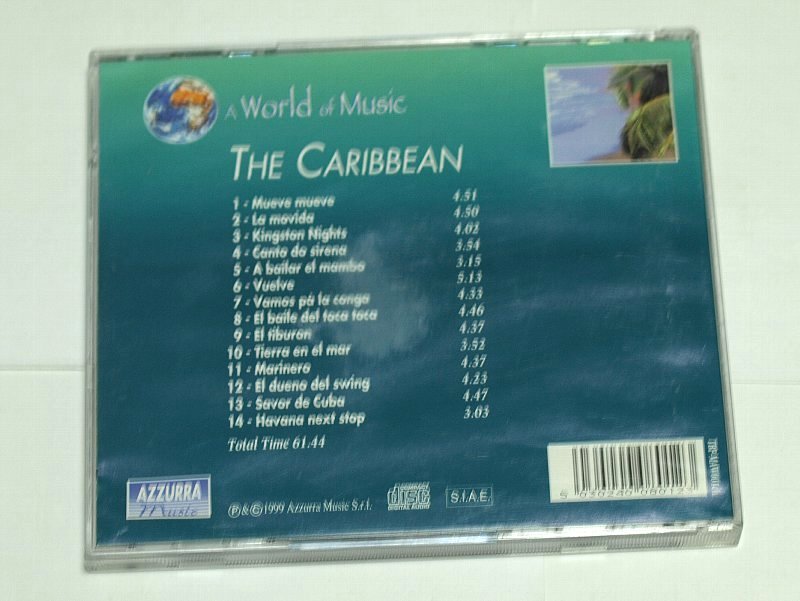 A World of Music
THE CARIBBEAN
1 - Mueve mueve 4.51
2 - La movida 4.50
3 - Kingston Nights 4.02
4 - Canto do sirena 3.54
5 - A bailar el mambo 3.15
6 - Vuelve 5.13
7 - Vamos pá la conga 4.33
8 - El baile del toca toca 4.46
9 - El tiburon 4.37
10 - Tierra en el mar 3.52
11 - Marinero 4.37
12 - El dueno del swing 4.23
13 - Savor de Cuba 4.47
14 - Havana next stop 3.03
Total Time 61.44
AZZURRA
Music
℗&©1999 Azzurra Music S.r.l.
COMPACT
disc
DIGITAL AUDIO
S.I.A.E.
5 030240 080123